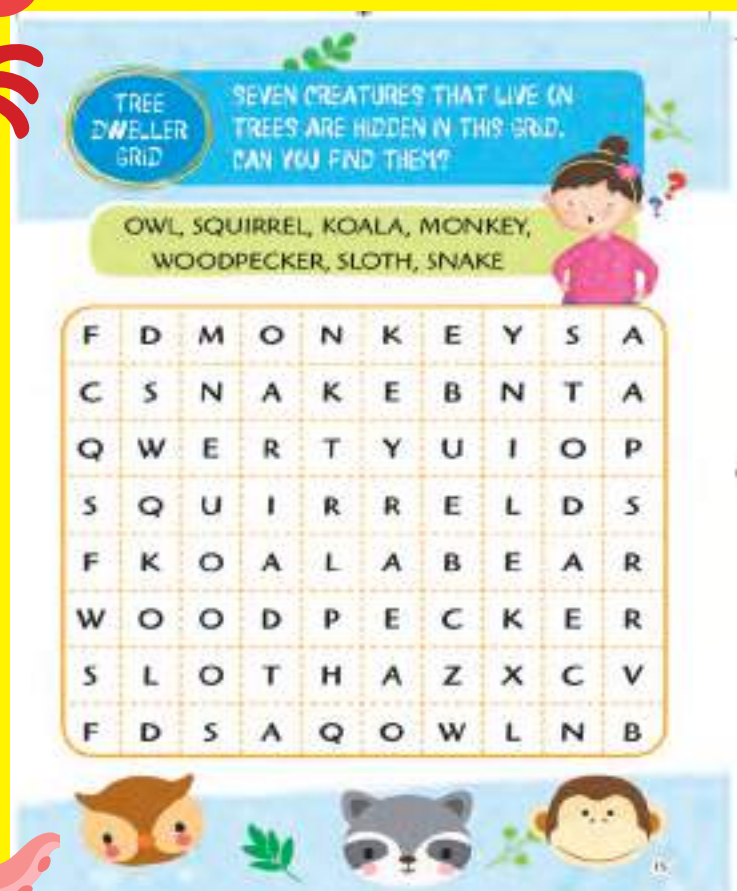 TREE
DWELLER
GRID
SEVEN CREATURES THAT LIVE ON
TREES ARE HIDDEN IN THIS GRID.
CAN YOU FIND THEM?
? ?
OWL, SQUIRREL, KOALA, MONKEY,
WOODPECKER, SLOTH, SNAKE
F D M O N K E Y S A
C S N A K E B N T A
Q W E R T Y U I O P
S Q U I R R E L D S
F K O A L A B E A R
W O O D P E C K E R
S L O T H A Z X C V
F D S A Q O W L N B
15